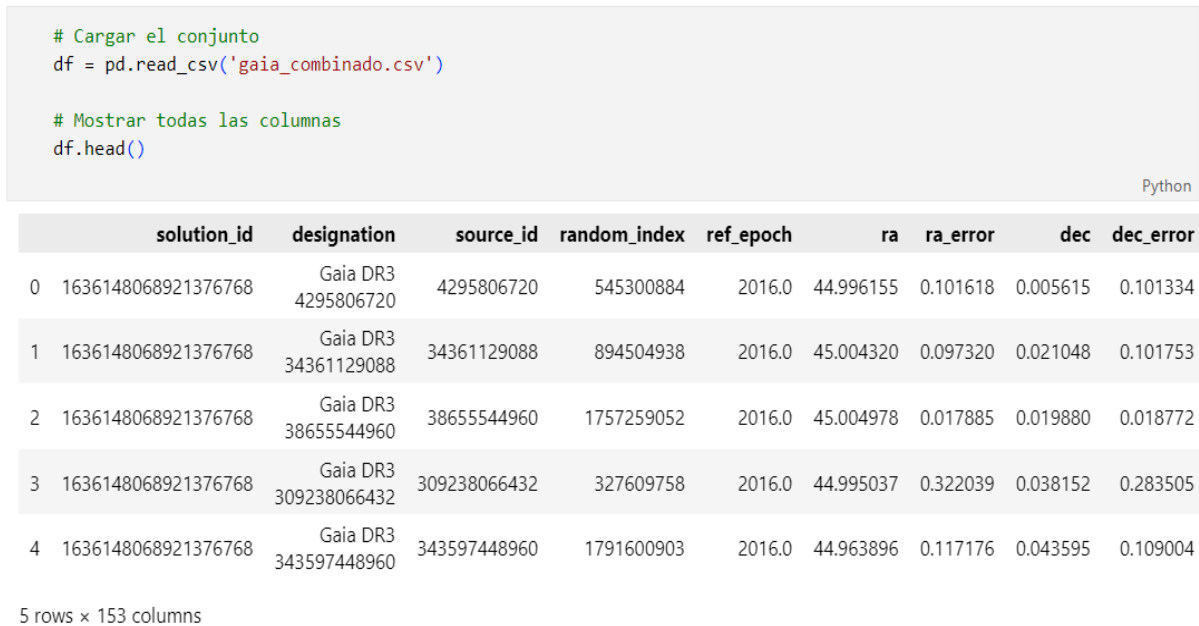 # Cargar el conjunto
df = pd.read_csv('gaia_combinado.csv')
# Mostrar todas las columnas
df.head()
Python
solution_id designation source_id random_index ref_epoch ra ra_error dec dec_error
0 1636148068921376768 Gaia DR3 4295806720 4295806720 545300884 2016.0 44.996155 0.101618 0.005615 0.101334
1 1636148068921376768 Gaia DR3 34361129088 34361129088 894504938 2016.0 45.004320 0.097320 0.021048 0.101753
2 1636148068921376768 Gaia DR3 38655544960 38655544960 1757259052 2016.0 45.004978 0.017885 0.019880 0.018772
3 1636148068921376768 Gaia DR3 309238066432 309238066432 327609758 2016.0 44.995037 0.322039 0.038152 0.283505
4 1636148068921376768 Gaia DR3 343597448960 343597448960 1791600903 2016.0 44.963896 0.117176 0.043595 0.109004
5 rows × 153 columns